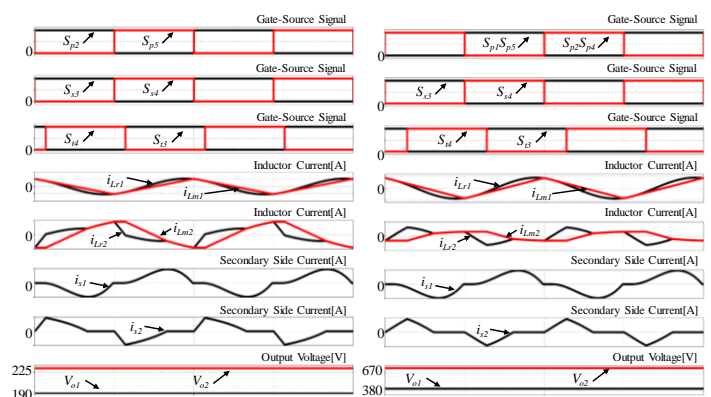 Gate-Source Signal
0
Sp2
Sp5
Gate-Source Signal
0
Ss3
Ss4
Gate-Source Signal
0
St4
St3
Inductor Current[A]
0
iLr1
iLm1
Inductor Current[A]
0
iLr2
iLm2
Secondary Side Current[A]
0
is1
Secondary Side Current[A]
0
is2
Output Voltage[V]
225
190
Vo1
Vo2
Gate-Source Signal
0
Sp1Sp5
Sp2Sp4
Gate-Source Signal
0
Ss3
Ss4
Gate-Source Signal
0
St4
St3
Inductor Current[A]
0
iLr1
iLm1
Inductor Current[A]
0
iLr2
iLm2
Secondary Side Current[A]
0
is1
Secondary Side Current[A]
0
is2
Output Voltage[V]
670
380
Vo1
Vo2